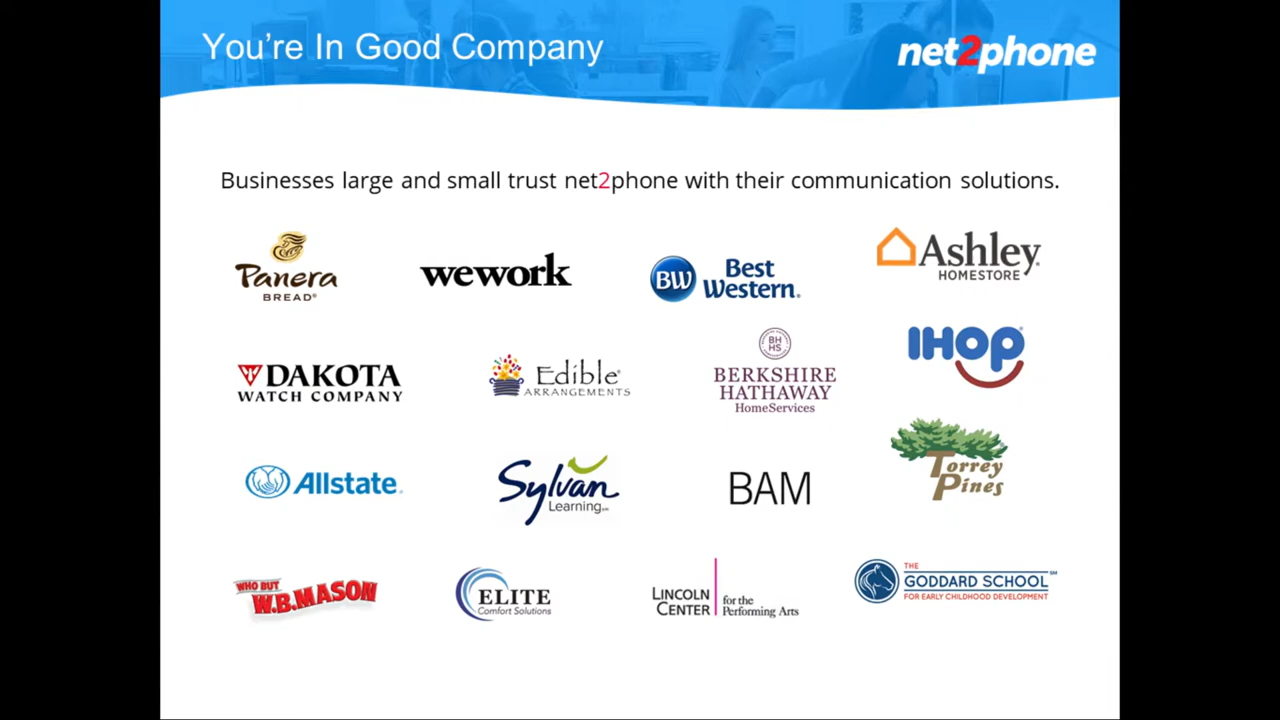 You're In Good Company
net2phone
Businesses large and small trust net2phone with their communication solutions.
Panera
BREAD®
wework
BW
Best
Western®
Ashley
HOMESTORE
DAKOTA
WATCH COMPANY
Edible®
ARRANGEMENTS
BH
HS
BERKSHIRE
HATHAWAY
HomeServices
IHOP®
Allstate
Sylvan
Learning
BAM
Torrey
Pines
WHO BUT
W.B.MASON
ELITE
Comfort Solutions
LINCOLN
CENTER
for the
Performing Arts
THE
GODDARD SCHOOL℠
FOR EARLY CHILDHOOD DEVELOPMENT